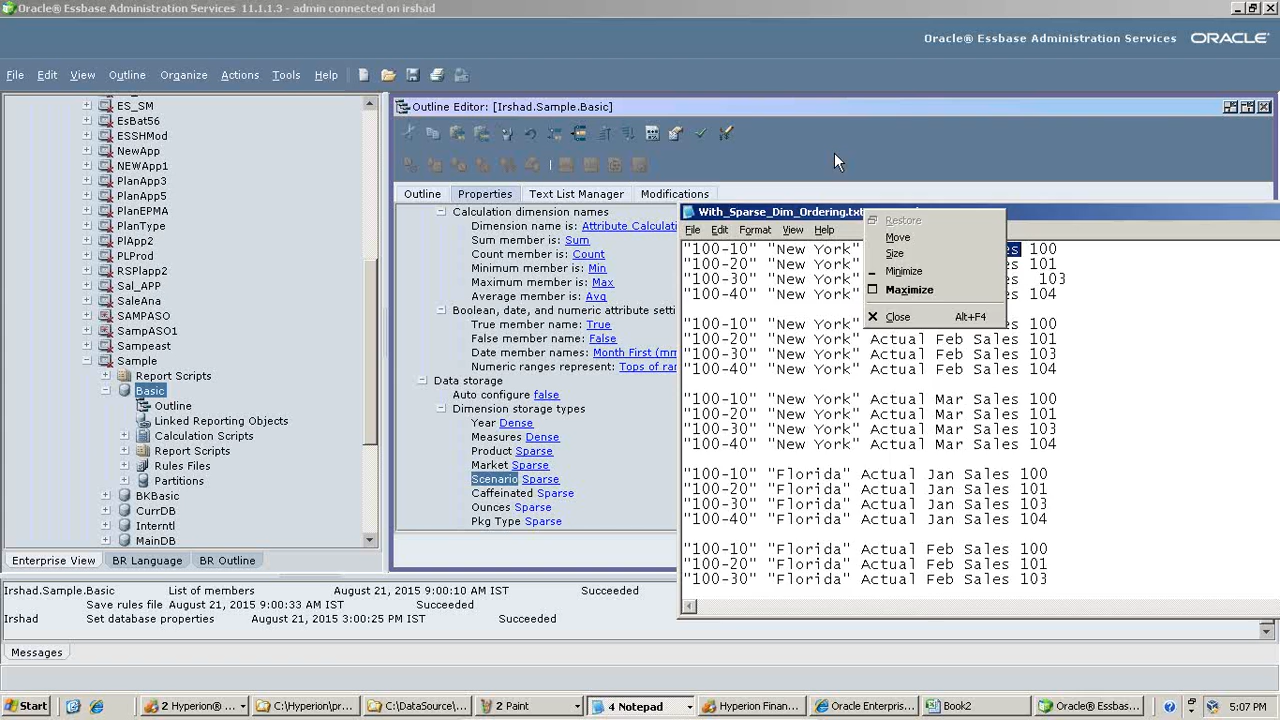 Oracle® Essbase Administration Services 11.1.1.3 - admin connected on irshad
Oracle® Essbase Administration Services ORACLE®
File Edit View Outline Organize Actions Tools Help
ES_SM
EsBat56
ESSHMod
NewApp
NEWApp1
PlanApp3
PlanApp5
PlanEPMA
PlanType
PlApp2
PLProd
RSPlapp2
Sal_APP
SaleAna
SAMPASO
SampASO1
Sampeast
Sample
Report Scripts
Basic
Outline
Linked Reporting Objects
Calculation Scripts
Report Scripts
Rules Files
Partitions
BKBasic
CurrDB
Interntl
MainDB
Enterprise View BR Language BR Outline
Outline Editor: [Irshad.Sample.Basic]
Outline Properties Text List Manager Modifications
Calculation dimension names
Dimension name is: Attribute Calculat
Sum member is: Sum
Count member is: Count
Minimum member is: Min
Maximum member is: Max
Average member is: Avg
Boolean, date, and numeric attribute setti
True member name: True
False member name: False
Date member names: Month First (mm
Numeric ranges represent: Tops of ran
Data storage
Auto configure false
Dimension storage types
Year Dense
Measures Dense
Product Sparse
Market Sparse
Scenario Sparse
Caffeinated Sparse
Ounces Sparse
Pkg Type Sparse
With_Sparse_Dim_Ordering.txt
File Edit Format View Help
Restore
Move
Size
Minimize
Maximize
Close Alt+F4
"100-10" "New York" es 100
"100-20" "New York" s 101
"100-30" "New York" s 103
"100-40" "New York" s 104
"100-10" "New York" s 100
"100-20" "New York" Actual Feb Sales 101
"100-30" "New York" Actual Feb Sales 103
"100-40" "New York" Actual Feb Sales 104
"100-10" "New York" Actual Mar Sales 100
"100-20" "New York" Actual Mar Sales 101
"100-30" "New York" Actual Mar Sales 103
"100-40" "New York" Actual Mar Sales 104
"100-10" "Florida" Actual Jan Sales 100
"100-20" "Florida" Actual Jan Sales 101
"100-30" "Florida" Actual Jan Sales 103
"100-40" "Florida" Actual Jan Sales 104
"100-10" "Florida" Actual Feb Sales 100
"100-20" "Florida" Actual Feb Sales 101
"100-30" "Florida" Actual Feb Sales 103
Irshad.Sample.Basic List of members August 21, 2015 9:00:10 AM IST Succeeded
Save rules file August 21, 2015 9:00:33 AM IST Succeeded
Irshad Set database properties August 21, 2015 3:00:25 PM IST Succeeded
Messages
Start 2 Hyperion® ... C:\Hyperion\pr... C:\DataSource\... 2 Paint 4 Notepad Hyperion Finan... Oracle Enterpris... Book2 Oracle® Essbas... 5:07 PM